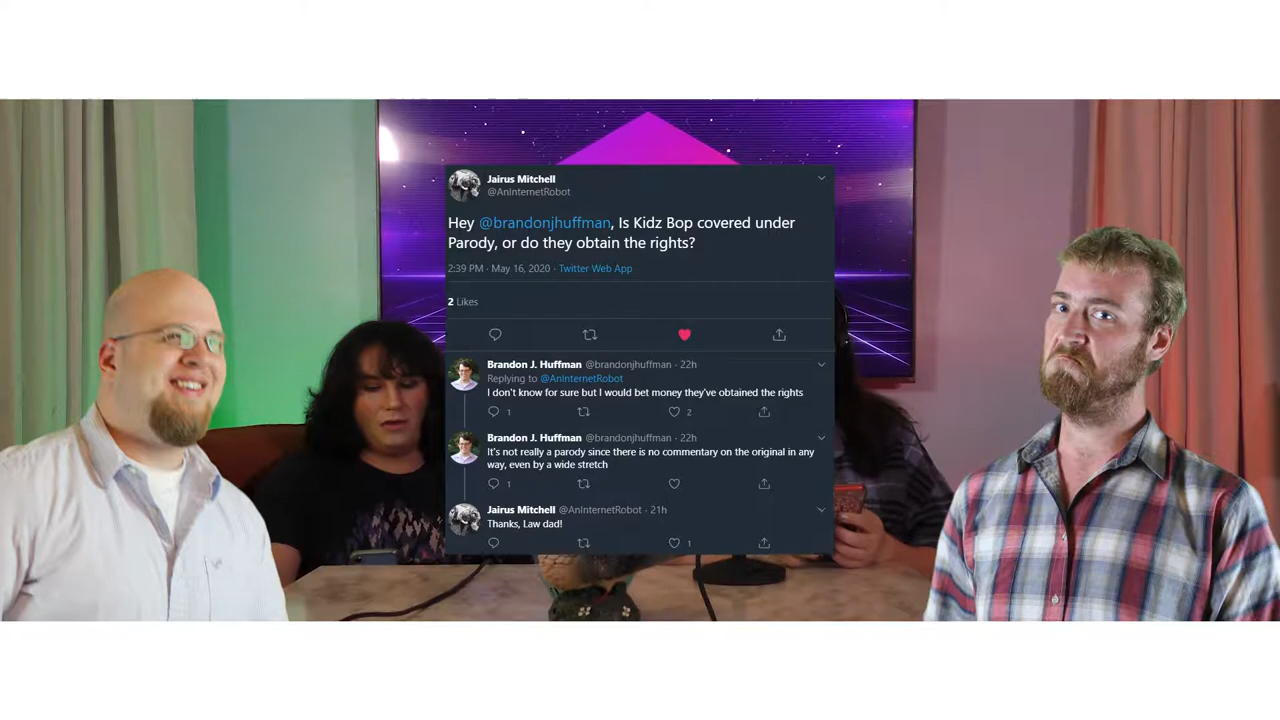 Jairus Mitchell
@AnInternetRobot
Hey @brandonjhuffman, Is Kidz Bop covered under
Parody, or do they obtain the rights?
2:39 PM · May 16, 2020 · Twitter Web App
2 Likes
Brandon J. Huffman @brandonjhuffman · 22h
Replying to @AnInternetRobot
I don't know for sure but I would bet money they've obtained the rights
1 2
Brandon J. Huffman @brandonjhuffman · 22h
It's not really a parody since there is no commentary on the original in any
way, even by a wide stretch
1
Jairus Mitchell @AnInternetRobot · 21h
Thanks, Law dad!
1